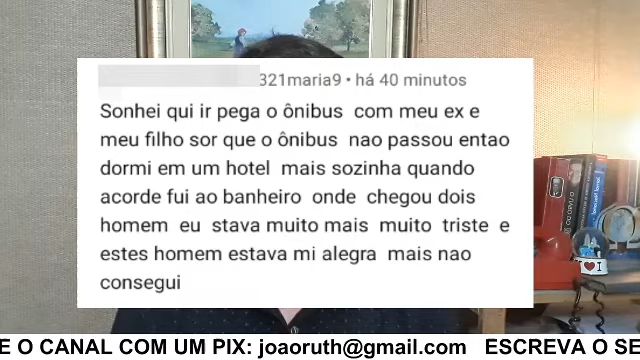 321maria9 • há 40 minutos
Sonhei qui ir pega o ônibus com meu ex e
meu filho sor que o ônibus nao passou entao
dormi em um hotel mais sozinha quando
acorde fui ao banheiro onde chegou dois
homem eu stava muito mais muito triste e
estes homem estava mi alegra mais nao
consegui
E O CANAL COM UM PIX: joaoruth@gmail.com ESCREVA O SE